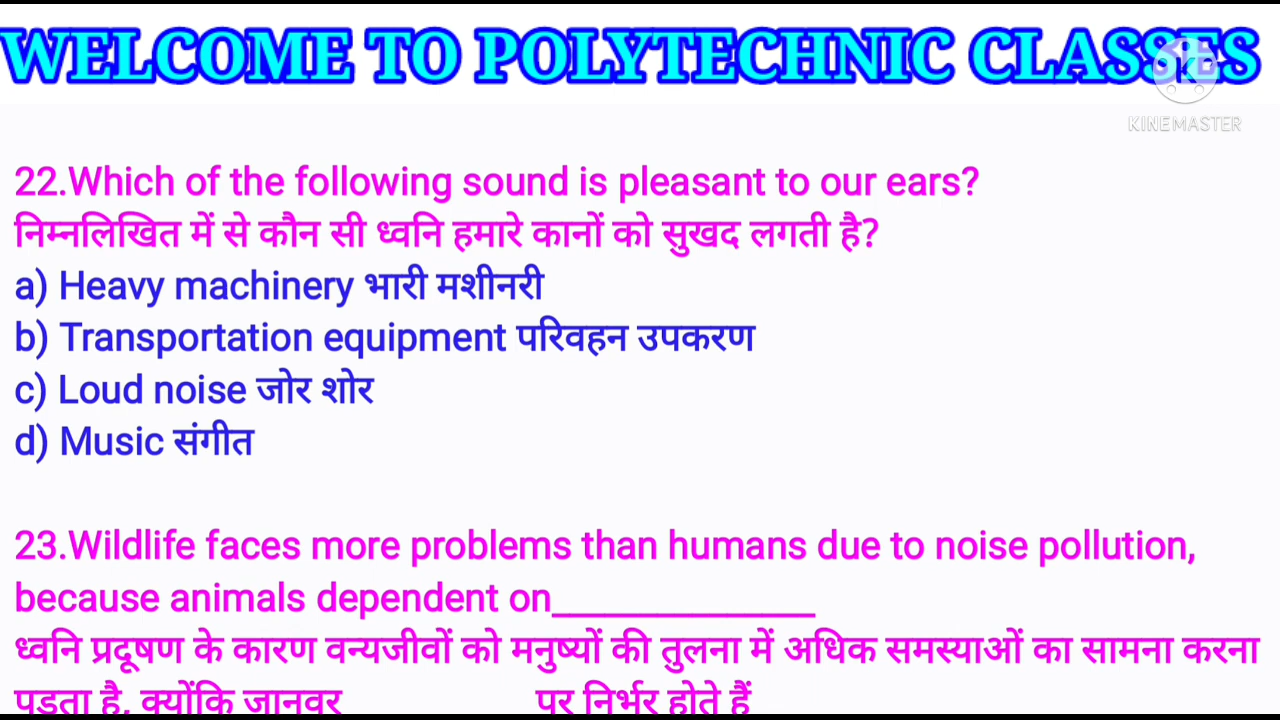 WELCOME TO POLYTECHNIC CLASSES
KINEMASTER
22.Which of the following sound is pleasant to our ears?
निम्नलिखित में से कौन सी ध्वनि हमारे कानों को सुखद लगती है?
a) Heavy machinery भारी मशीनरी
b) Transportation equipment परिवहन उपकरण
c) Loud noise जोर शोर
d) Music संगीत
23.Wildlife faces more problems than humans due to noise pollution,
because animals dependent on______________
ध्वनि प्रदूषण के कारण वन्यजीवों को मनुष्यों की तुलना में अधिक समस्याओं का सामना करना
पड़ता है, क्योंकि जानवर पर निर्भर होते हैं